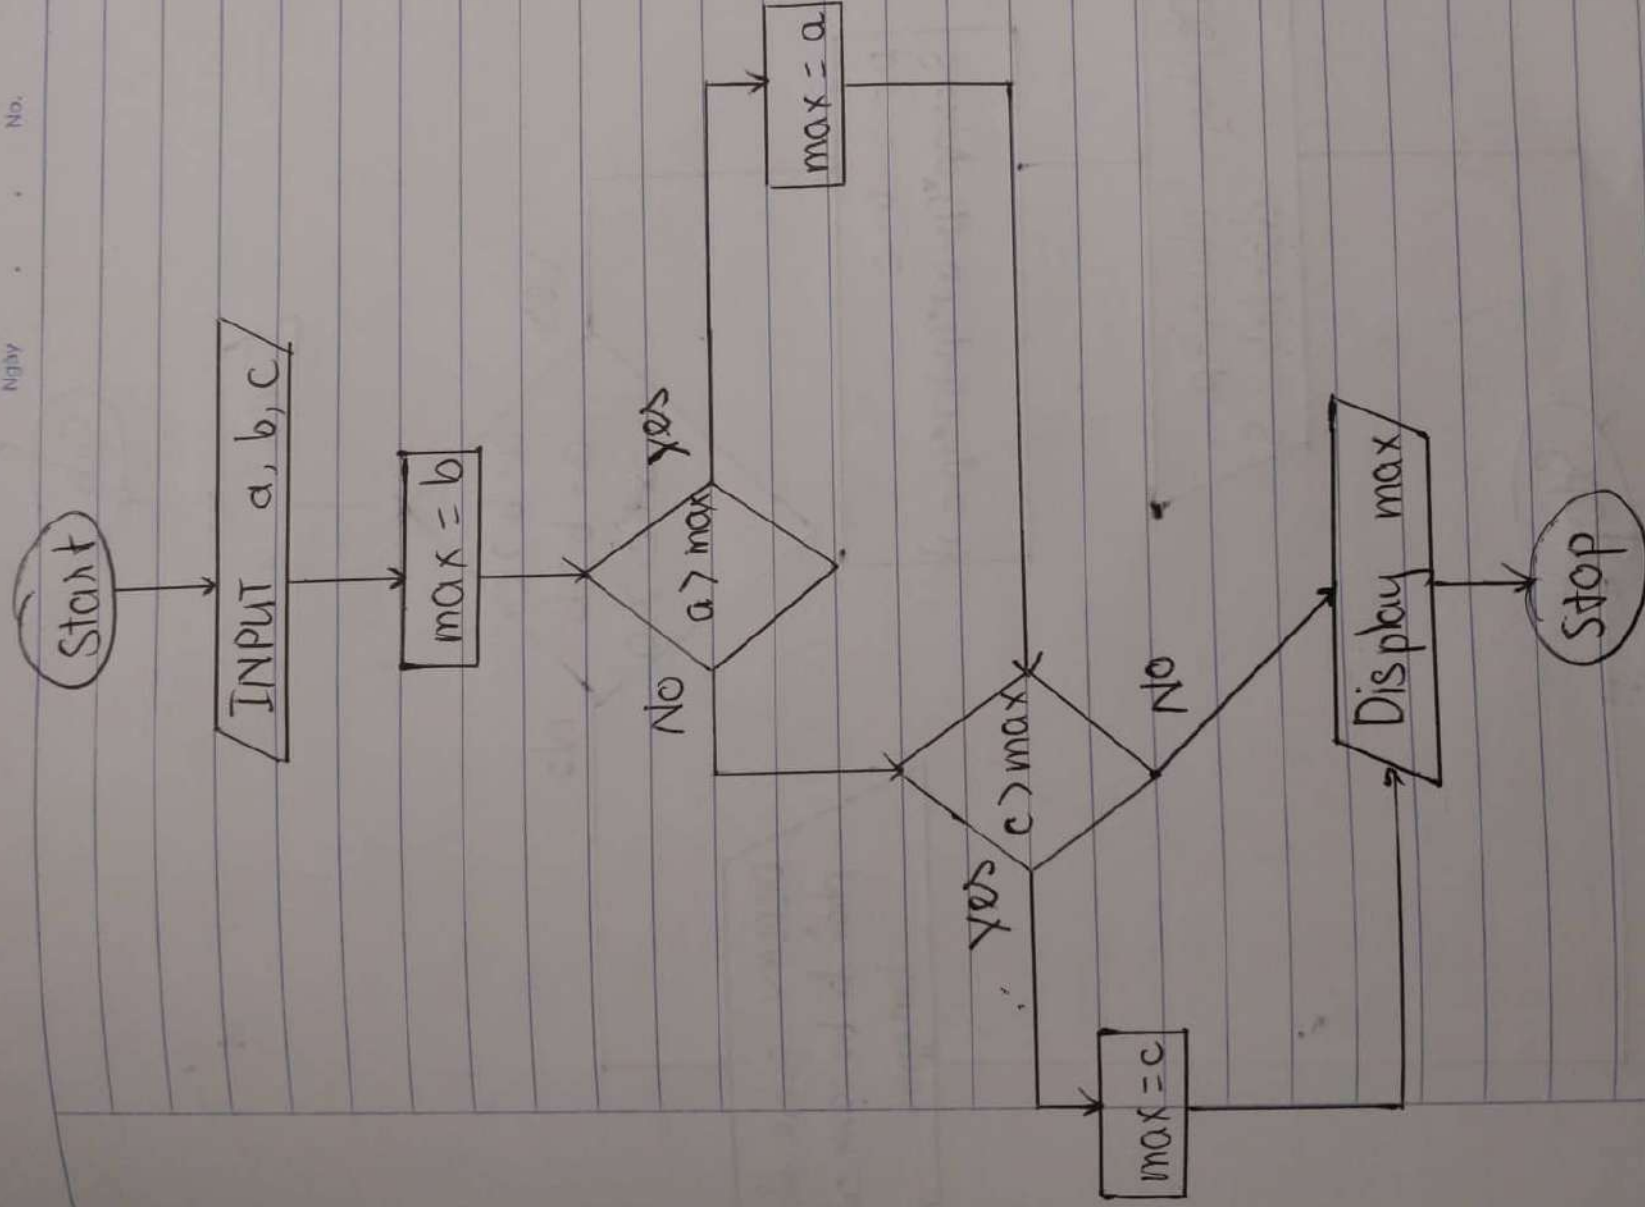 Ngày
No.
Start
INPUT a, b, c
max = b
a > max
Yes
No
max = a
c > max
Yes
No
max = c
Display max
Stop